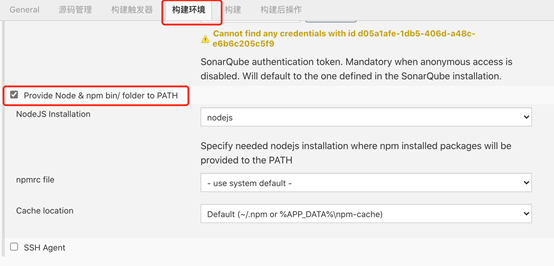 General 源码管理 构建触发器 构建环境 构建 构建后操作
Cannot find any credentials with id d05a1afe-1db5-406d-a48c-
e6b6c205c5f9
SonarQube authentication token. Mandatory when anonymous access is
disabled. Will default to the one defined in the SonarQube installation.
Provide Node & npm bin/ folder to PATH
NodeJS Installation
nodejs
Specify needed nodejs installation where npm installed packages will be
provided to the PATH
npmrc file
- use system default -
Cache location
Default (~/.npm or %APP_DATA%\npm-cache)
SSH Agent